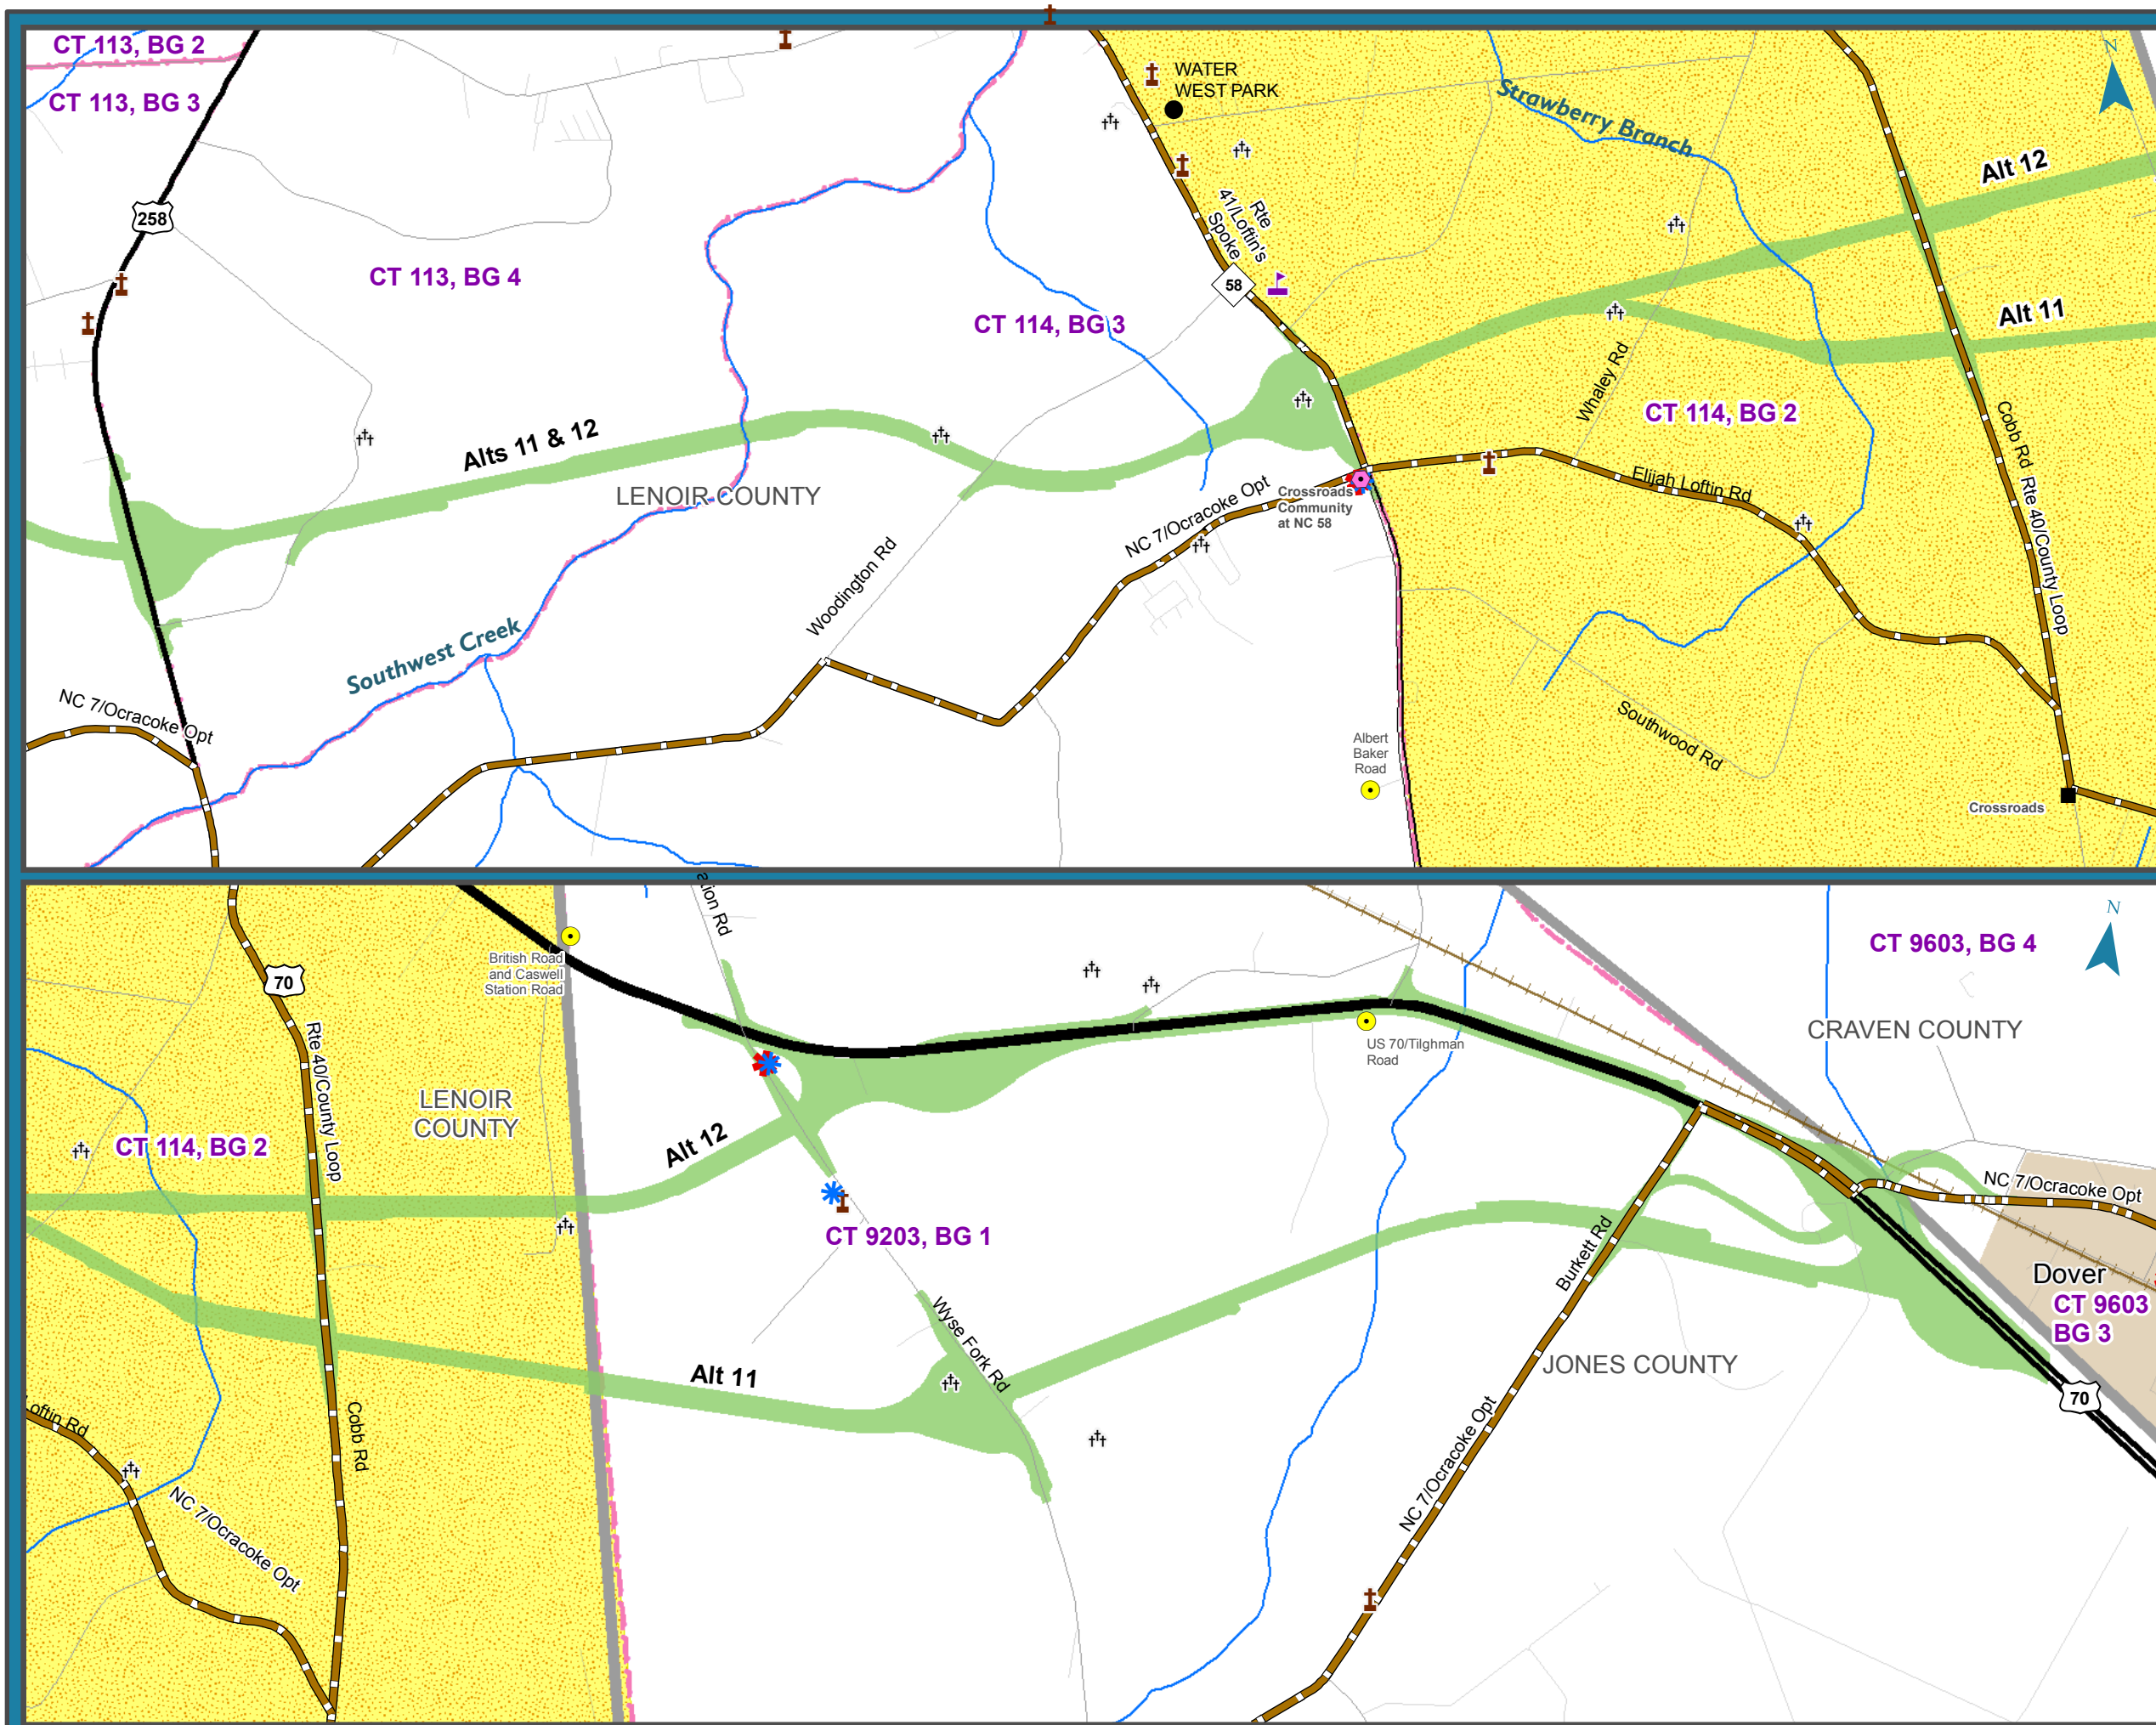 CT 113, BG 2
CT 113, BG 3
WATER
WEST PARK
N
Strawberry Branch
Alt 12
258
Rte
41/Loftin's
Spoke
CT 113, BG 4
58
CT 114, BG 3
Alt 11
Whaley Rd
CT 114, BG 2
Alts 11 & 12
LENOIR COUNTY
Cobb Rd
Rte 40/County Loop
Elijah Loftin Rd
NC 7/Ocracoke Opt
Crossroads
Community
at NC 58
Woodington Rd
Southwest Creek
NC 7/Ocracoke Opt
Southwood Rd
Albert
Baker
Road
Crossroads
ation Rd
British Road
and Caswell
Station Road
70
N
CT 9603, BG 4
CRAVEN COUNTY
Rte 40/County Loop
US 70/Tilghman
Road
LENOIR
COUNTY
CT 114, BG 2
Alt 12
NC 7/Ocracoke Opt
CT 9203, BG 1
Burkett Rd
Dover
CT 9603
BG 3
Wyse Fork Rd
JONES COUNTY
Alt 11
70
Loftin Rd
Cobb Rd
NC 7/Ocracoke Opt
NC 7/Ocracoke Opt